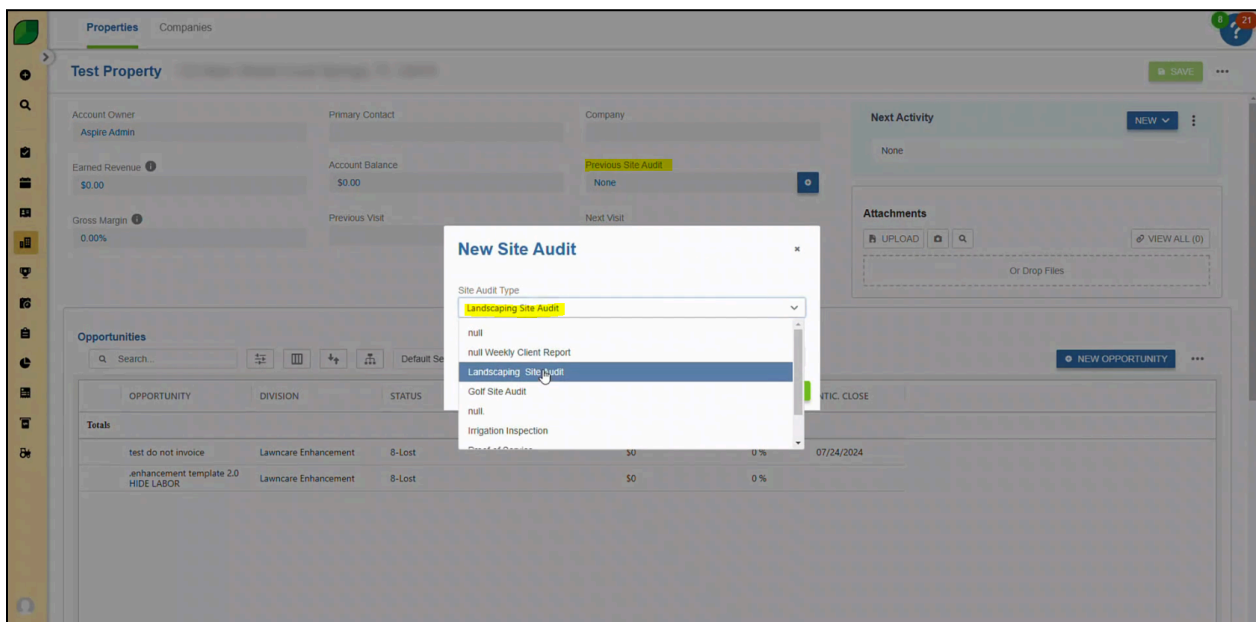 8 21
?
Properties Companies
Test Property
SAVE
Account Owner Primary Contact Company
Aspire Admin
Next Activity NEW
None
Earned Revenue Account Balance Previous Site Audit
$0.00 $0.00 None
Gross Margin Previous Visit Next Visit
0.00%
Attachments
UPLOAD VIEW ALL (0)
Or Drop Files
New Site Audit
Site Audit Type
Landscaping Site Audit
null
null Weekly Client Report
Landscaping Site Audit
Golf Site Audit
null
Irrigation Inspection
Opportunities
Search... Default Se NEW OPPORTUNITY
OPPORTUNITY DIVISION STATUS NTIC. CLOSE
Totals
test do not invoice Lawncare Enhancement 8-Lost $0 0 % 07/24/2024
.enhancement template 2.0
HIDE LABOR Lawncare Enhancement 8-Lost $0 0 %